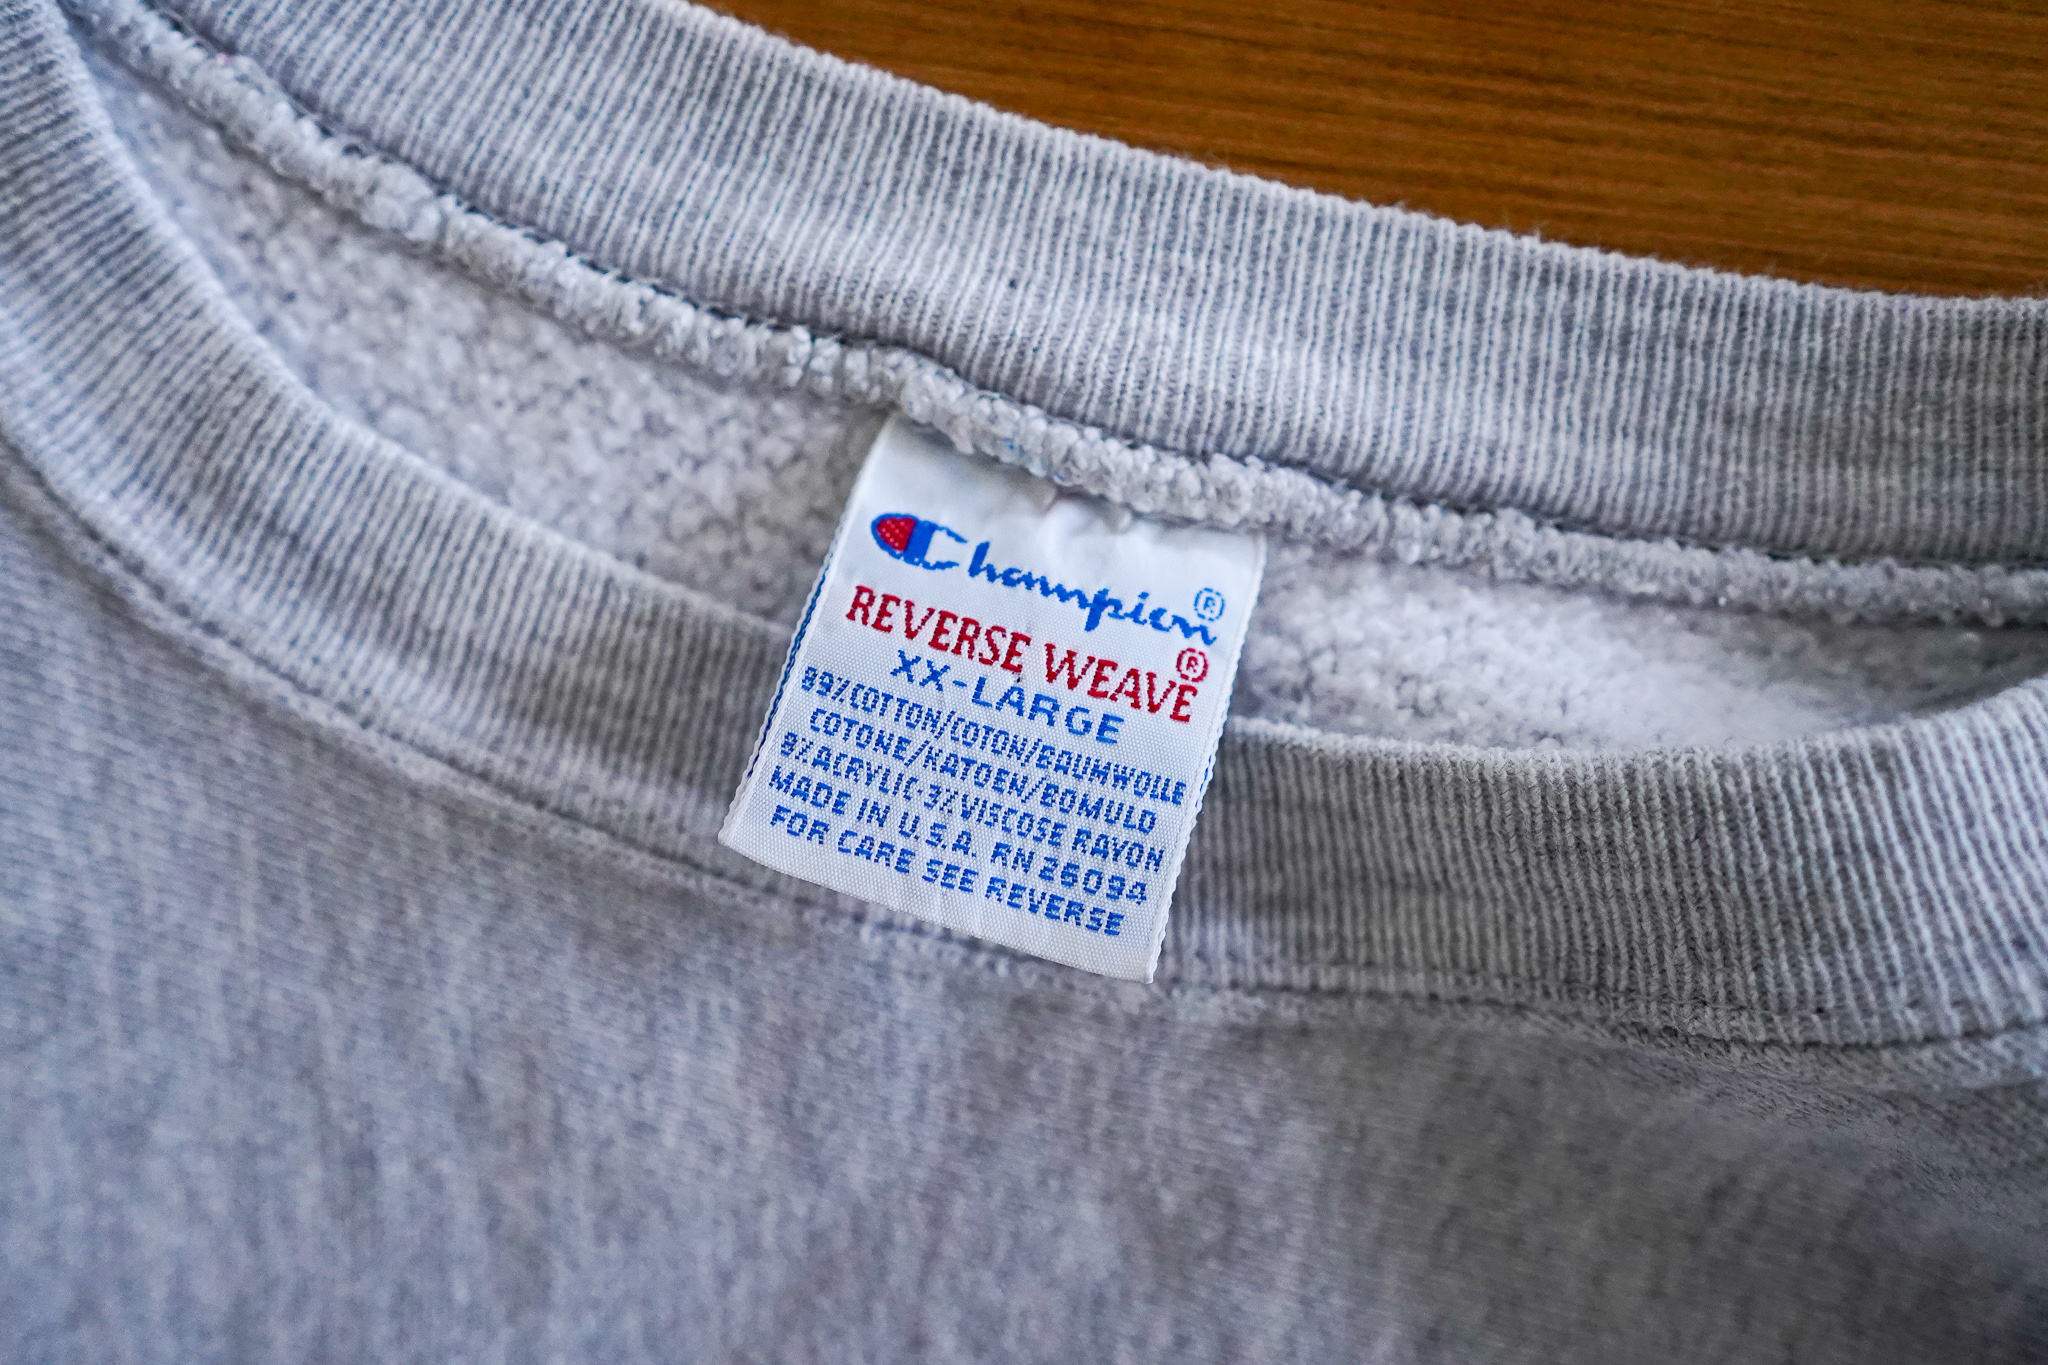 Champion®
REVERSE WEAVE®
XX-LARGE
89%COTTON/COTON/BAUMWOLLE
COTONE/KATOEN/BOMULD
8%ACRYLIC-3%VISCOSE RAYON
MADE IN U.S.A. RN 26094
FOR CARE SEE REVERSE